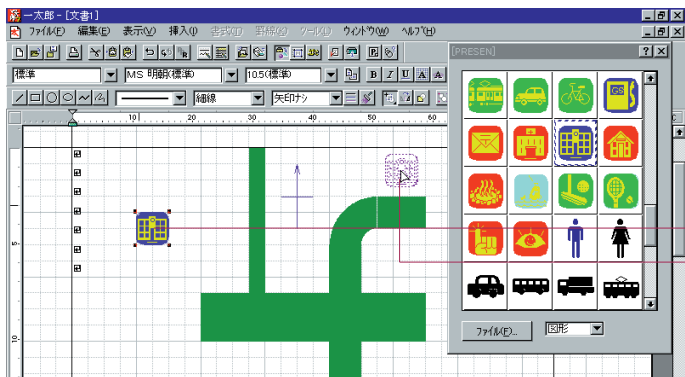 一太郎 - [文書1]
ファイル(F) 編集(E) 表示(V) 挿入(I) 書式(T) 罫線(K) ツール(L) ウィンドウ(W) ヘルプ(H)
[PRESEN]
標準 MS 明朝(標準) 10.5(標準) B I U A A
細線 矢印ナシ
10 20 30 40 50 60
GS
5
10
ファイル(F)... 図形